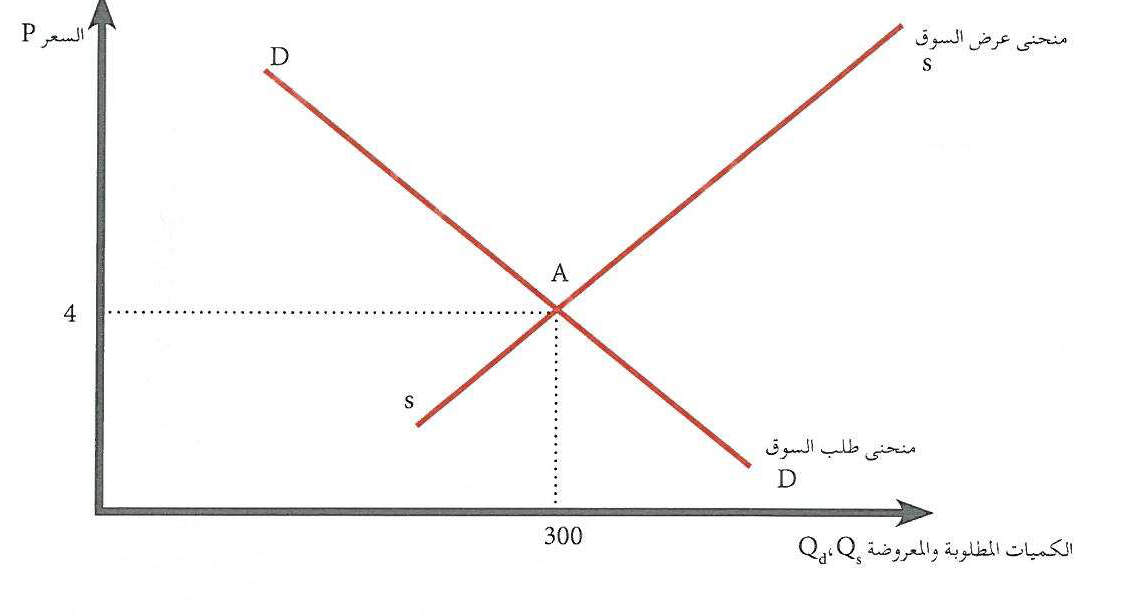 السعر P
D
منحنى عرض السوق
s
A
4
s
منحنى طلب السوق
D
300
الكميات المطلوبة والمعروضة Qd، Qs